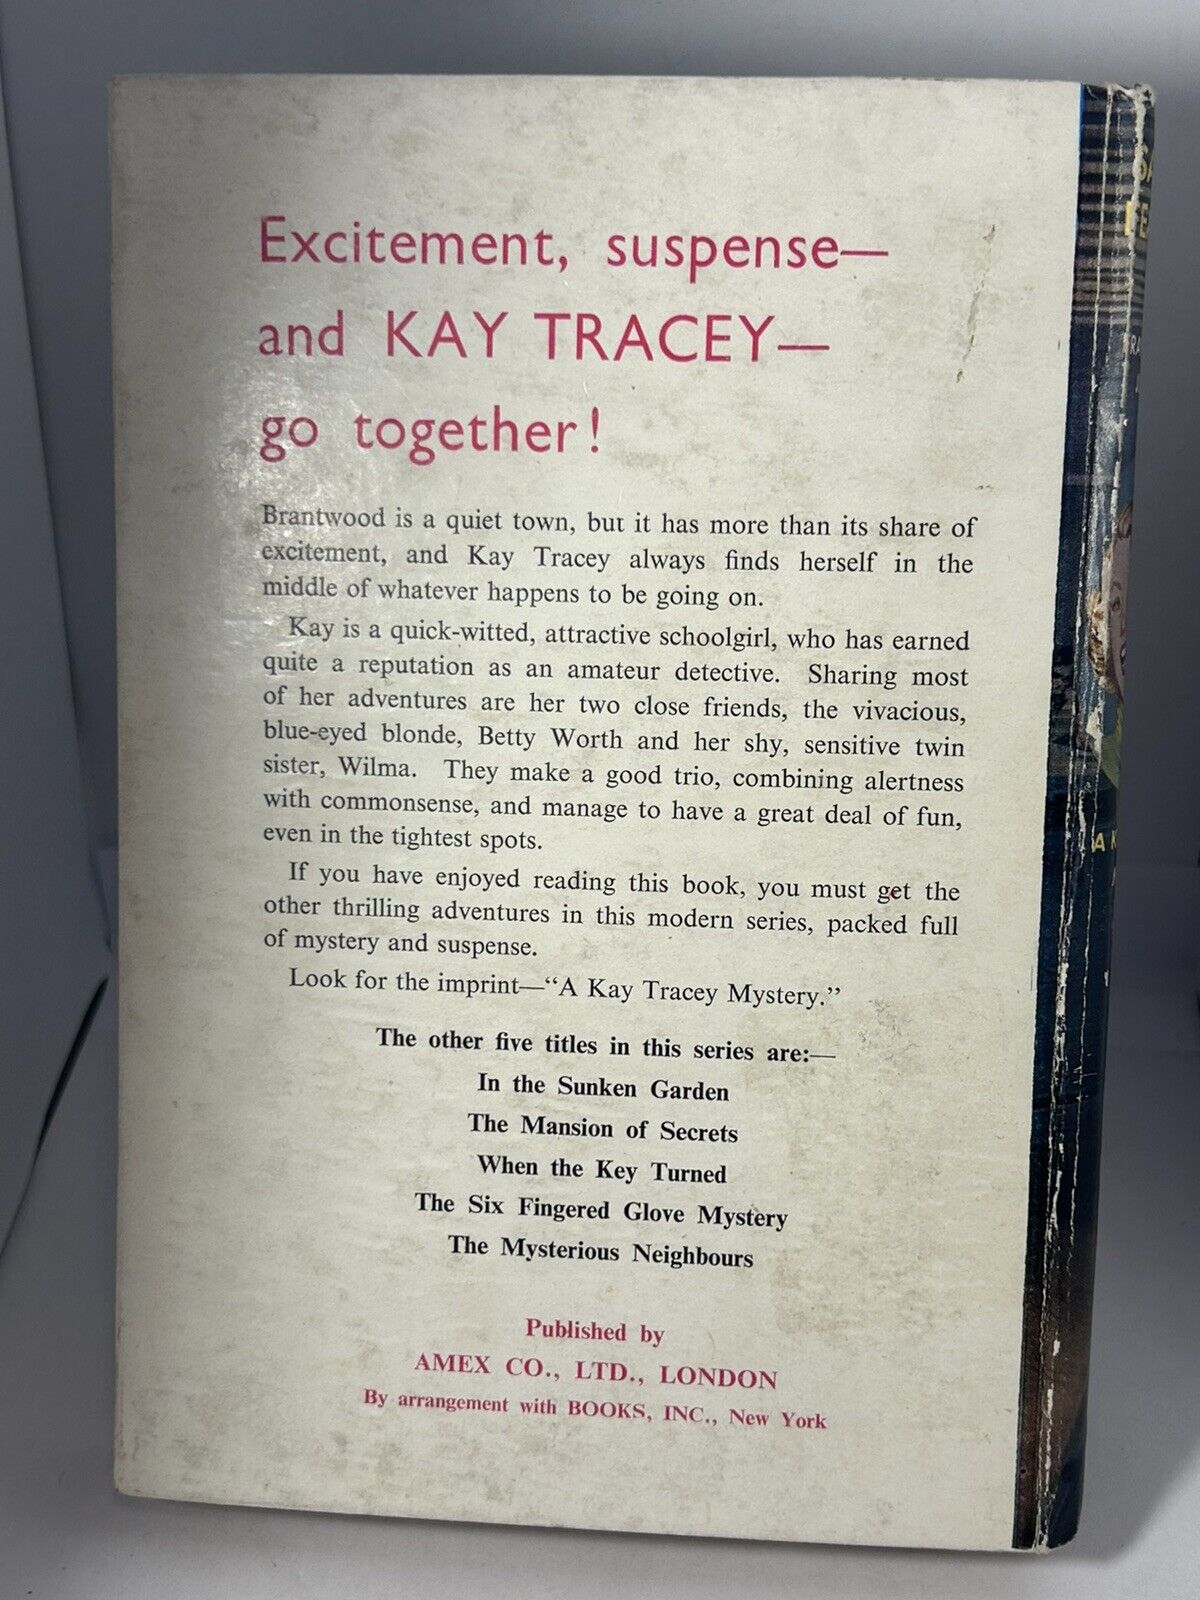 Excitement, suspense—
and KAY TRACEY—
go together!
Brantwood is a quiet town, but it has more than its share of
excitement, and Kay Tracey always finds herself in the
middle of whatever happens to be going on.
Kay is a quick-witted, attractive schoolgirl, who has earned
quite a reputation as an amateur detective. Sharing most
of her adventures are her two close friends, the vivacious,
blue-eyed blonde, Betty Worth and her shy, sensitive twin
sister, Wilma. They make a good trio, combining alertness
with commonsense, and manage to have a great deal of fun,
even in the tightest spots.
If you have enjoyed reading this book, you must get the
other thrilling adventures in this modern series, packed full
of mystery and suspense.
Look for the imprint—"A Kay Tracey Mystery."
The other five titles in this series are:—
In the Sunken Garden
The Mansion of Secrets
When the Key Turned
The Six Fingered Glove Mystery
The Mysterious Neighbours
Published by
AMEX CO., LTD., LONDON
By arrangement with BOOKS, INC., New York